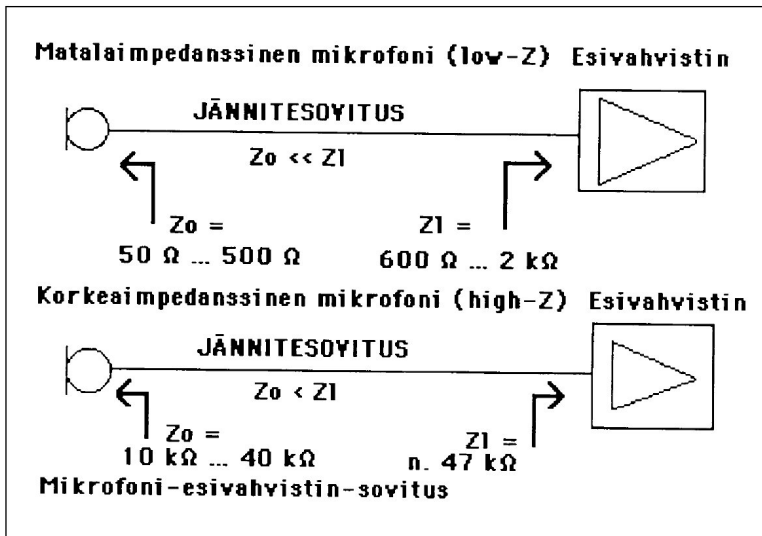 Matalaimpedanssinen mikrofoni (low-Z) Esivahvistin
JÄNNITESOVITUS
Zo << Zl
Zo = Zl =
50 Ω ... 500 Ω 600 Ω ... 2 kΩ
Korkeaimpedanssinen mikrofoni (high-Z) Esivahvistin
JÄNNITESOVITUS
Zo < Zl
Zo = Zl =
10 kΩ ... 40 kΩ n. 47 kΩ
Mikrofoni-esivahvistin-sovitus